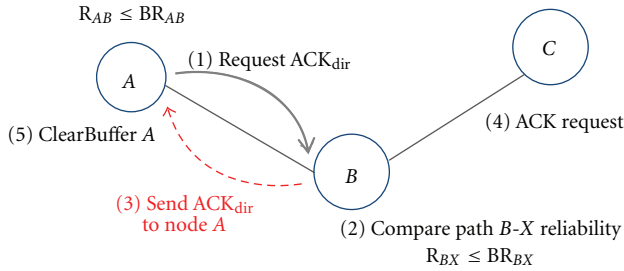 R_AB ≤ BR_AB
(1) Request ACK_dir
A
C
(5) ClearBuffer A
(4) ACK request
B
(3) Send ACK_dir
to node A
(2) Compare path B-X reliability
R_BX ≤ BR_BX